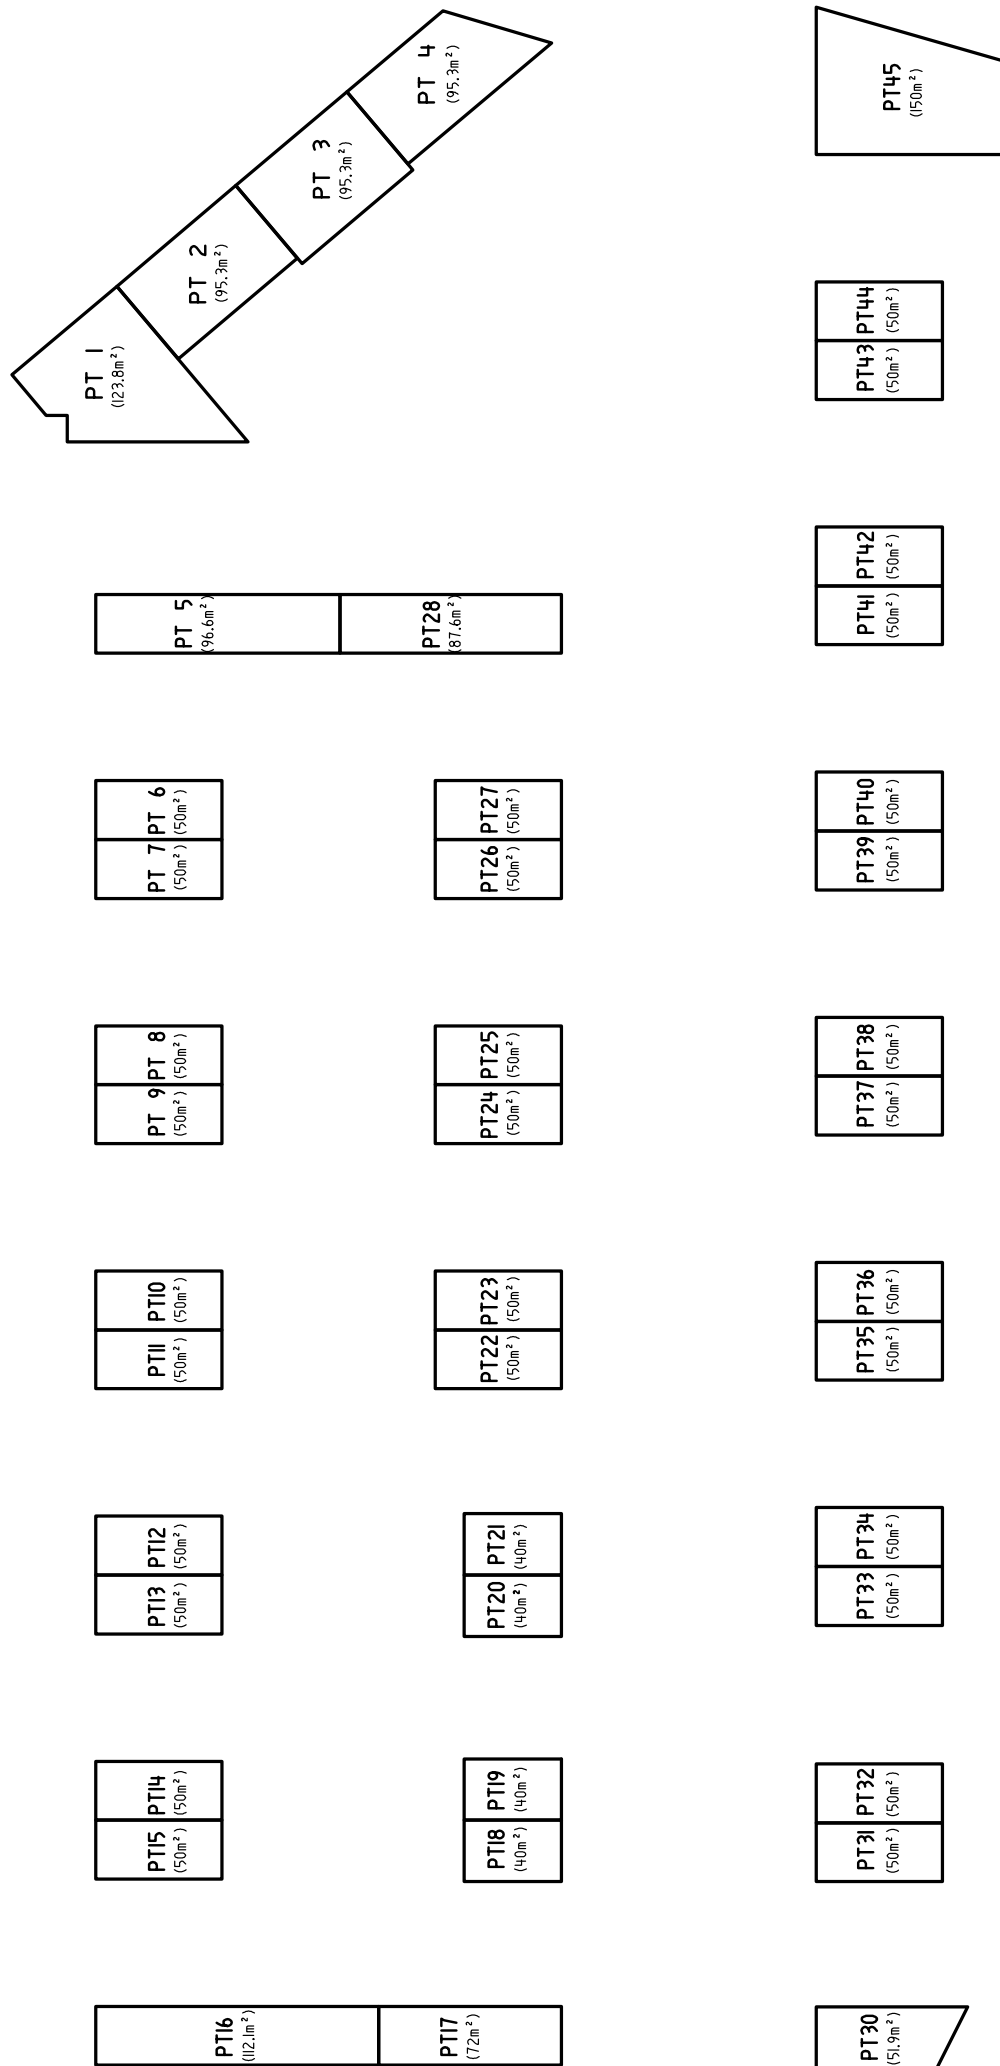 PT 4
(95.3m²)
PT45
(150m²)
PT 3
(95.3m²)
PT 2
(95.3m²)
PT 1
(123.8m²)
PT44
(50m²)
PT43
(50m²)
PT42
(50m²)
PT41
(50m²)
PT 5
(96.6m²)
PT28
(87.6m²)
PT 6
(50m²)
PT 7
(50m²)
PT27
(50m²)
PT26
(50m²)
PT40
(50m²)
PT39
(50m²)
PT 8
(50m²)
PT 9
(50m²)
PT25
(50m²)
PT24
(50m²)
PT38
(50m²)
PT37
(50m²)
PT10
(50m²)
PT11
(50m²)
PT23
(50m²)
PT22
(50m²)
PT36
(50m²)
PT35
(50m²)
PT12
(50m²)
PT13
(50m²)
PT21
(40m²)
PT20
(40m²)
PT34
(50m²)
PT33
(50m²)
PT14
(50m²)
PT15
(50m²)
PT19
(40m²)
PT18
(40m²)
PT32
(50m²)
PT31
(50m²)
PT16
(112.1m²)
PT17
(72m²)
PT30
(51.9m²)